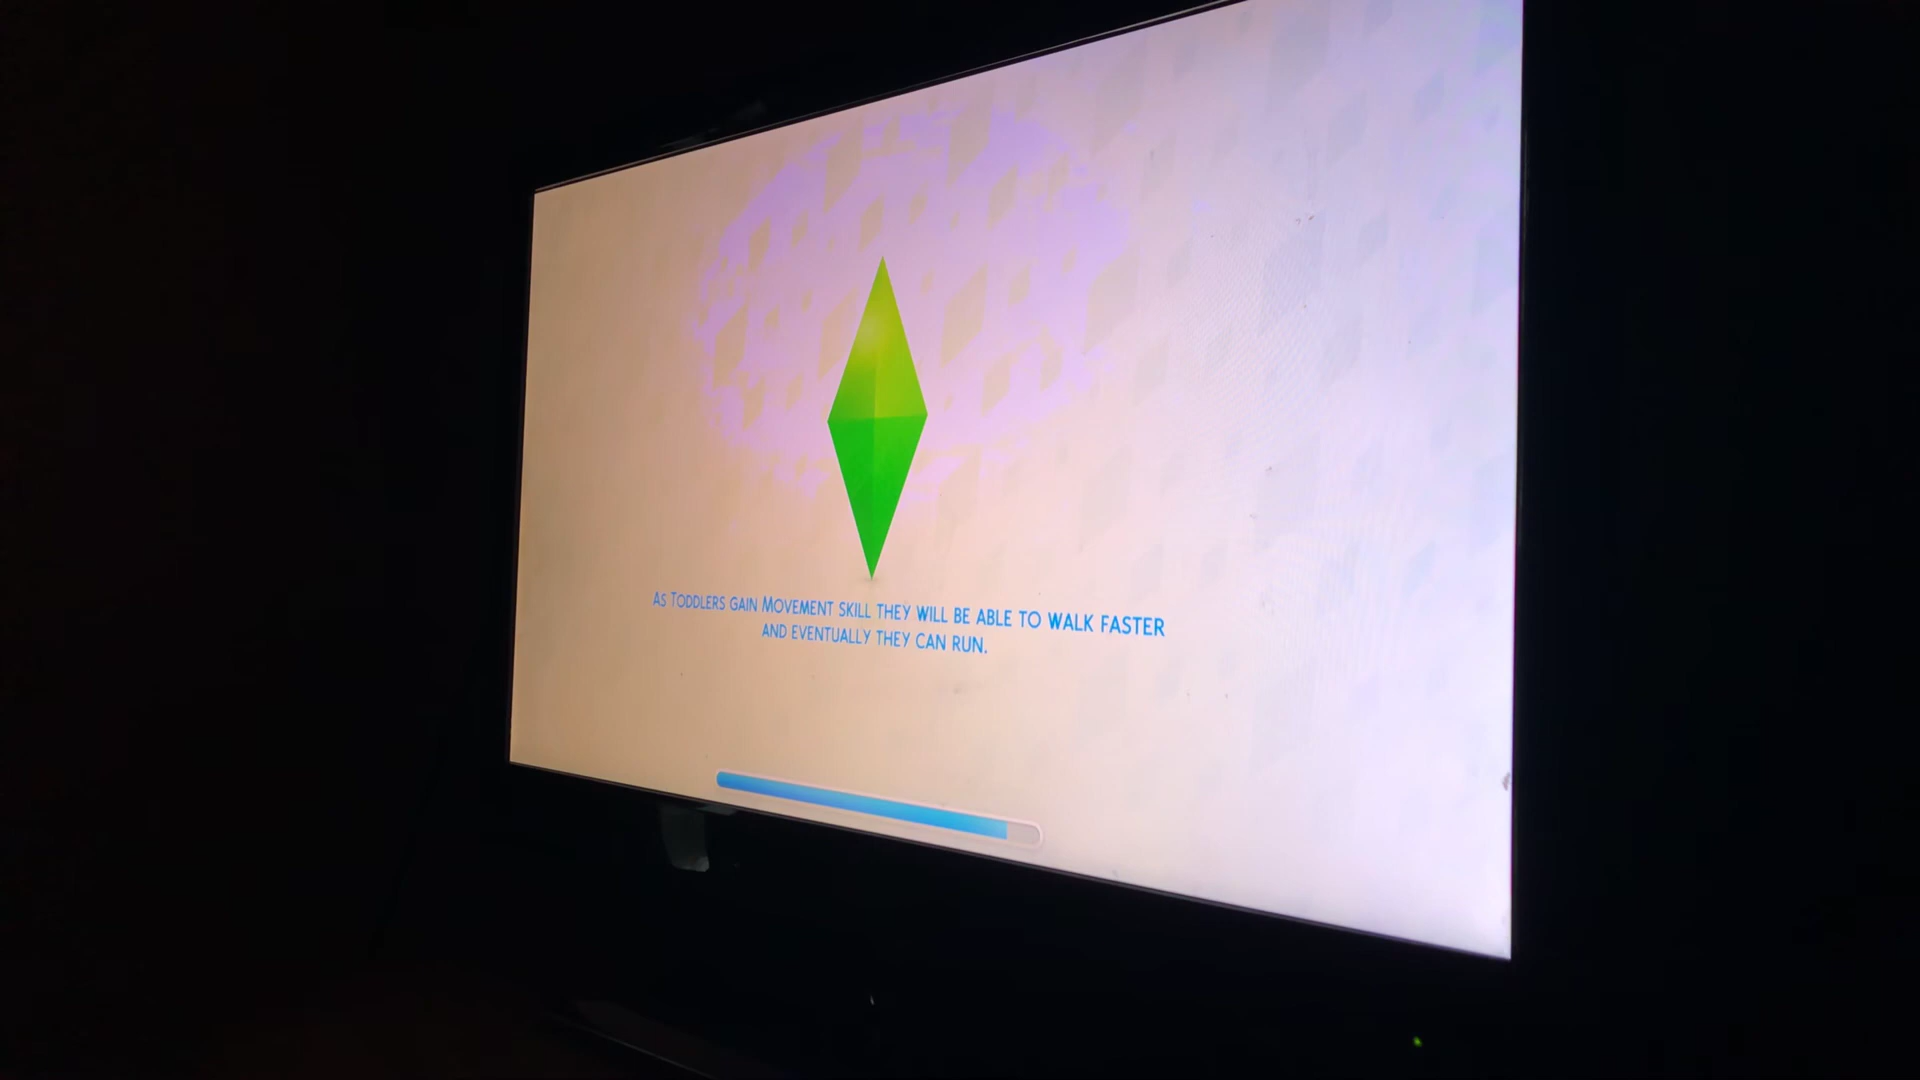 As Toddlers gain Movement skill they will be able to walk faster
and eventually they can run.